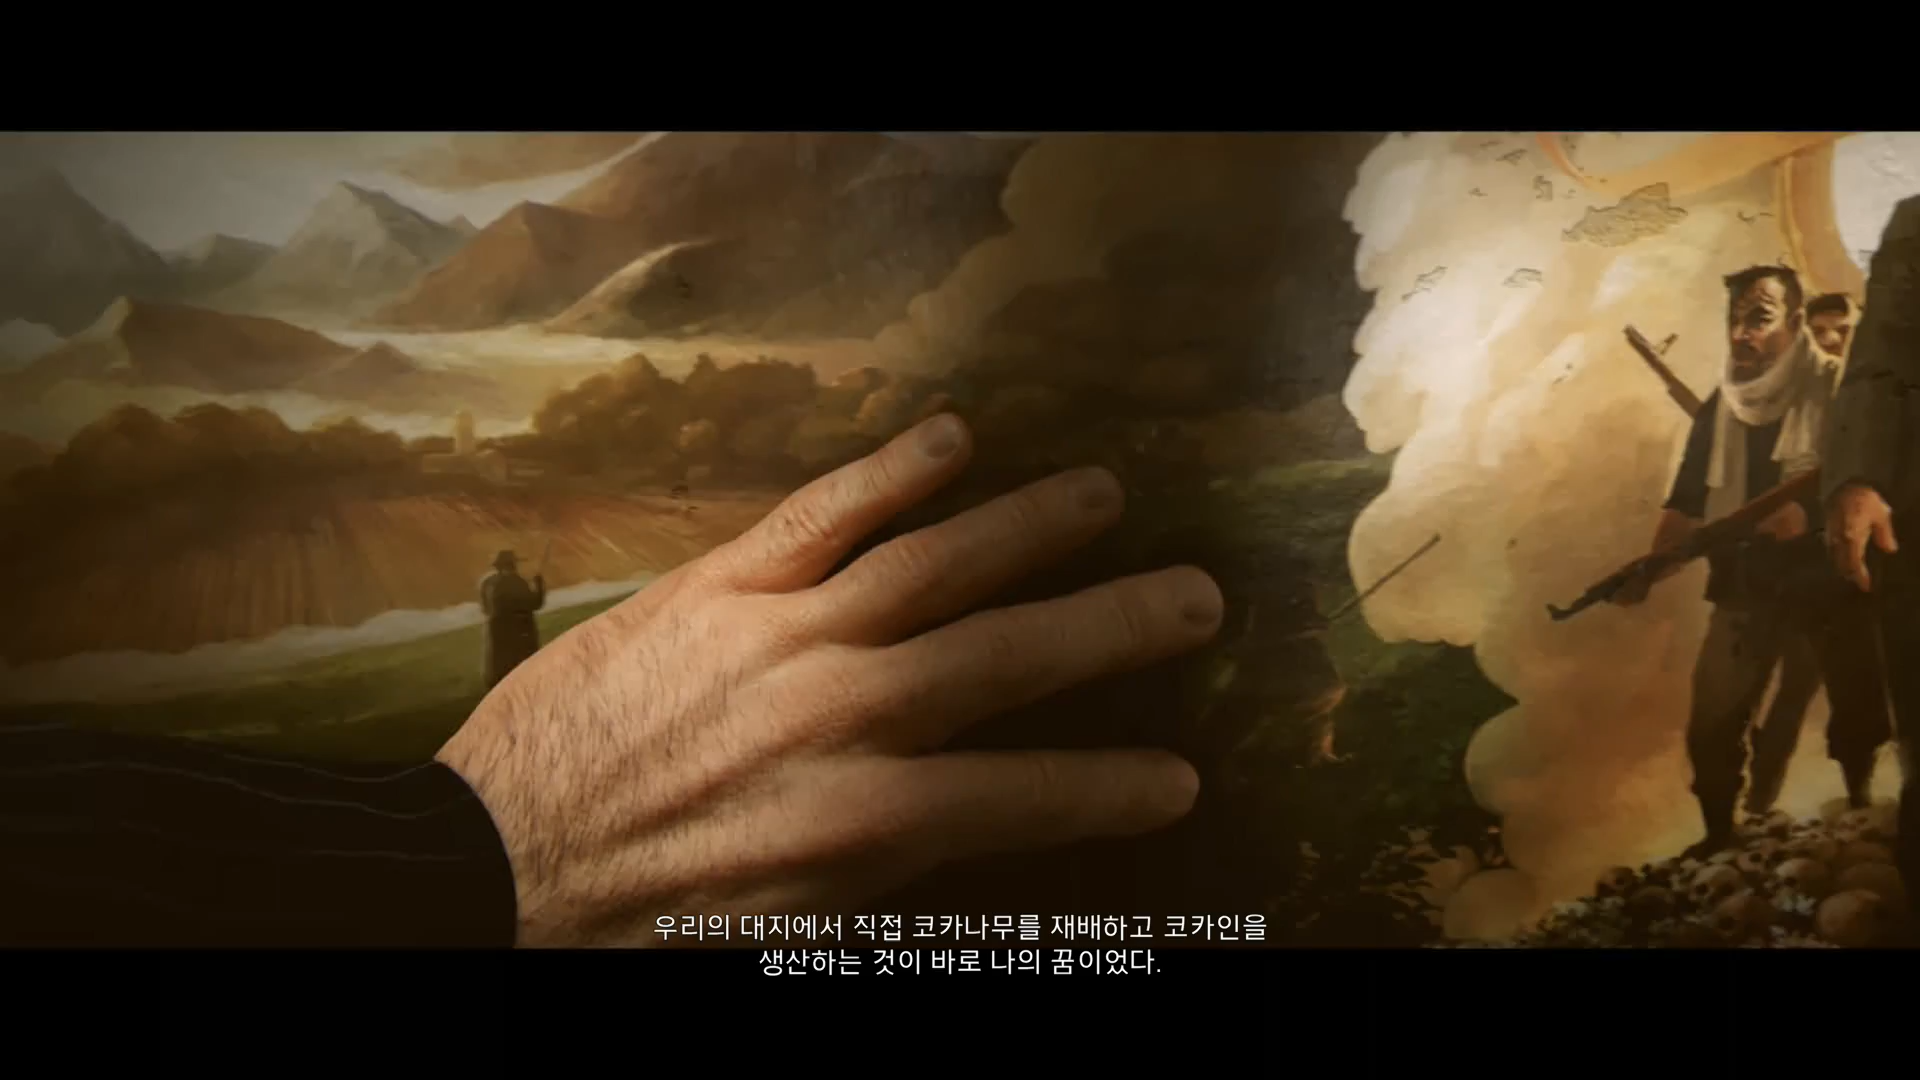 우리의 대지에서 직접 코카나무를 재배하고 코카인을
생산하는 것이 바로 나의 꿈이었다.